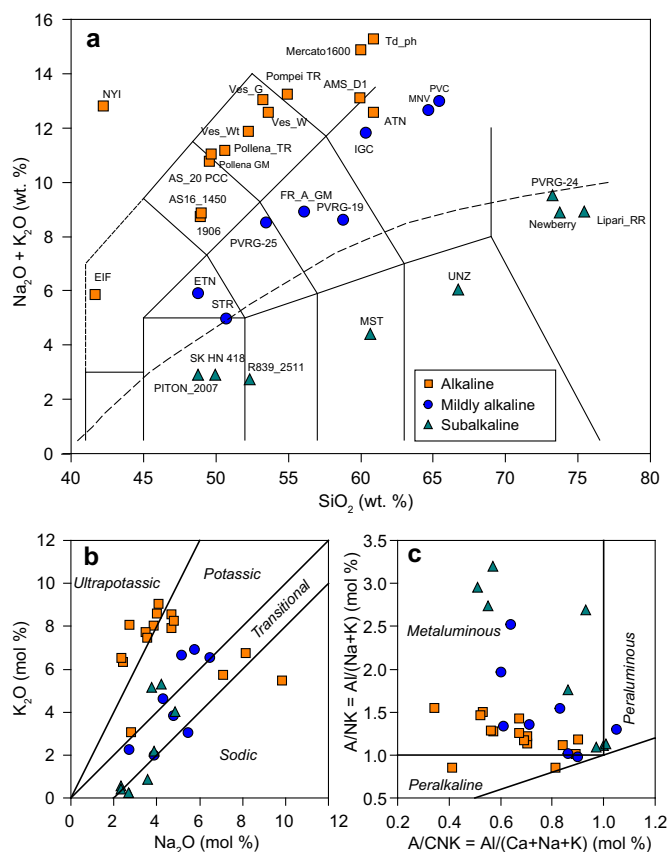 a
Na₂O + K₂O (wt. %)
16
14
12
10
8
6
4
2
0
40 45 50 55 60 65 70 75 80
SiO₂ (wt. %)
Td_ph
Mercato1600
NYI
Pompei TR
Ves_G
AMS_D1
PVC
MNV
Ves_W
ATN
Ves_Wt
IGC
Pollena_TR
Pollena GM
AS_20 PCC
AS16_1450
1906
FR_A_GM
PVRG-19
PVRG-25
PVRG-24
Newberry
Lipari_RR
EIF
ETN
STR
UNZ
MST
SK HN 418
R839_2511
PITON_2007
Alkaline
Mildly alkaline
Subalkaline
b
K₂O (mol %)
12
10
8
6
4
2
0
0 2 4 6 8 10 12
Na₂O (mol %)
Ultrapotassic
Potassic
Transitional
Sodic
c
A/NK = Al/(Na+K) (mol %)
3.5
3.0
2.5
2.0
1.5
1.0
0.5
0.2 0.4 0.6 0.8 1.0 1.2
A/CNK = Al/(Ca+Na+K) (mol %)
Metaluminous
Peraluminous
Peralkaline